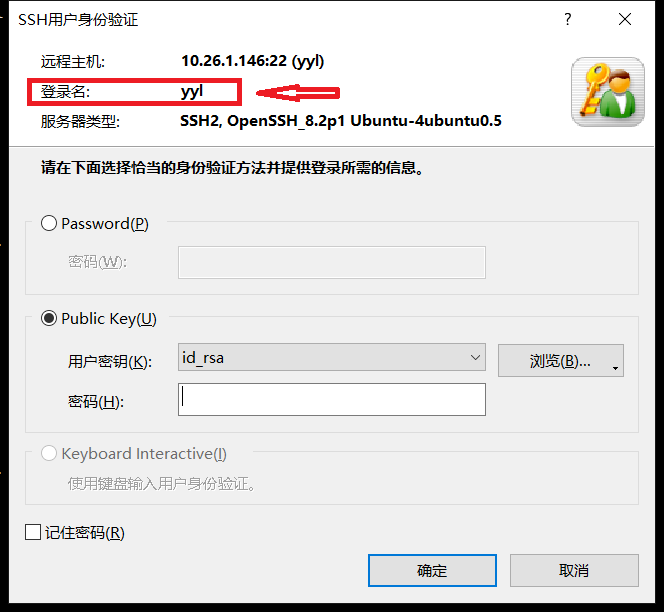 SSH用户身份验证
远程主机: 10.26.1.146:22 (yyl)
登录名: yyl
服务器类型: SSH2, OpenSSH_8.2p1 Ubuntu-4ubuntu0.5
请在下面选择恰当的身份验证方法并提供登录所需的信息。
Password(P)
密码(W):
Public Key(U)
用户密钥(K): id_rsa 浏览(B)...
密码(H):
Keyboard Interactive(I)
使用键盘输入用户身份验证。
记住密码(R)
确定 取消